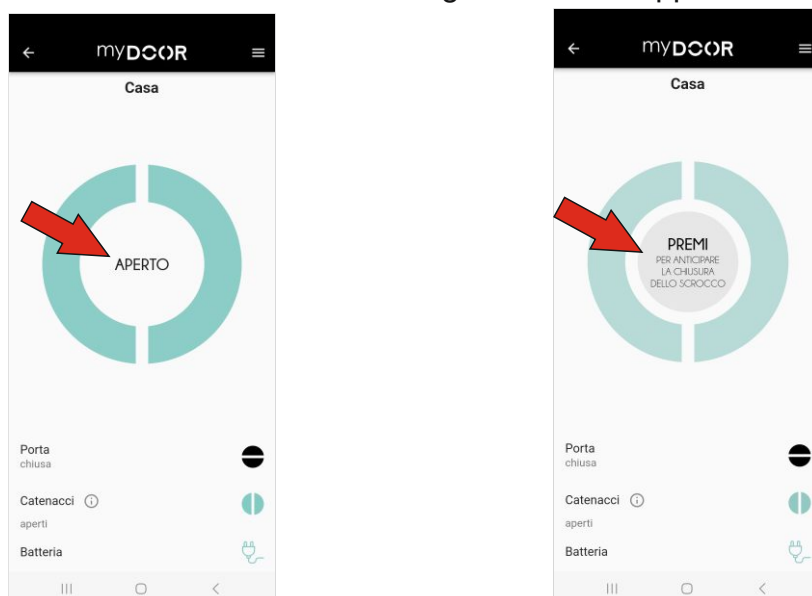 myDOOR
Casa
APERTO
Porta
chiusa
Catenacci
aperti
Batteria
myDOOR
Casa
PREMI
PER ANTICIPARE
LA CHIUSURA
DELLO SCROCCO
Porta
chiusa
Catenacci
aperti
Batteria